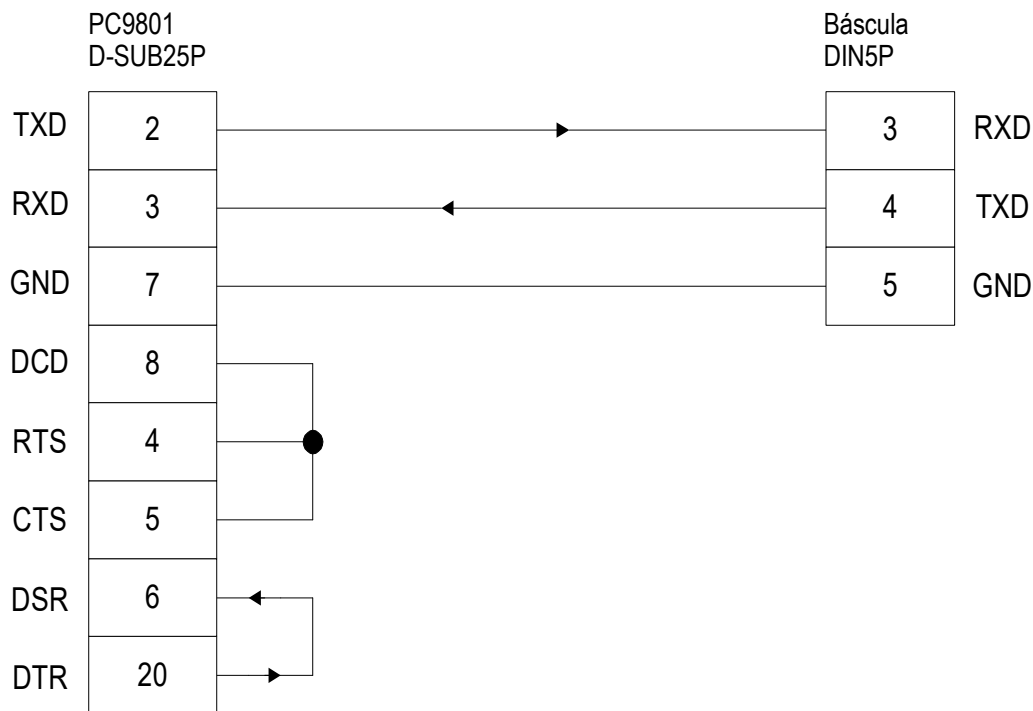 PC9801
D-SUB25P
Báscula
DIN5P
TXD 2 3 RXD
RXD 3 4 TXD
GND 7 5 GND
DCD 8
RTS 4
CTS 5
DSR 6
DTR 20